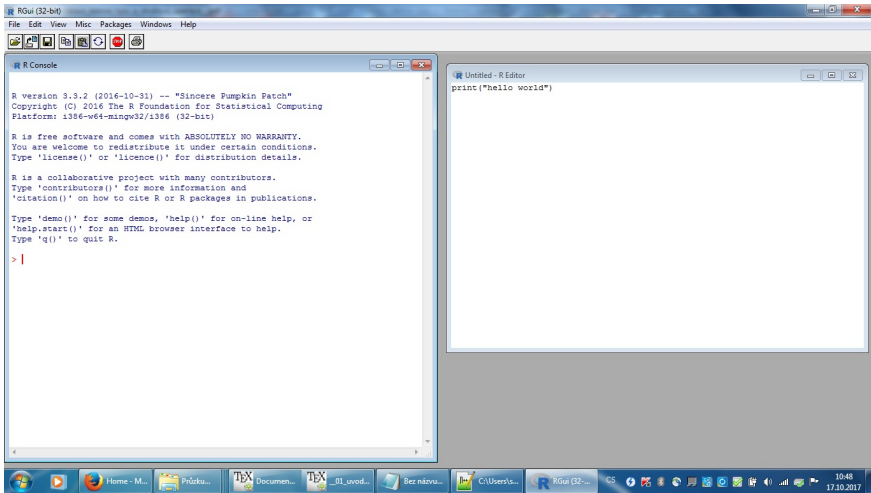 RGui (32-bit)
File Edit View Misc Packages Windows Help
STOP
R Console
R version 3.3.2 (2016-10-31) -- "Sincere Pumpkin Patch"
Copyright (C) 2016 The R Foundation for Statistical Computing
Platform: i386-w64-mingw32/i386 (32-bit)
R is free software and comes with ABSOLUTELY NO WARRANTY.
You are welcome to redistribute it under certain conditions.
Type 'license()' or 'licence()' for distribution details.
R is a collaborative project with many contributors.
Type 'contributors()' for more information and
'citation()' on how to cite R or R packages in publications.
Type 'demo()' for some demos, 'help()' for on-line help, or
'help.start()' for an HTML browser interface to help.
Type 'q()' to quit R.
>
Untitled - R Editor
print("hello world")
Home - M... Průzku... TEX Documen... TEX _01_uvod... Bez názvu... C:\Users\s... RGui (32-... CS 10:48
17.10.2017